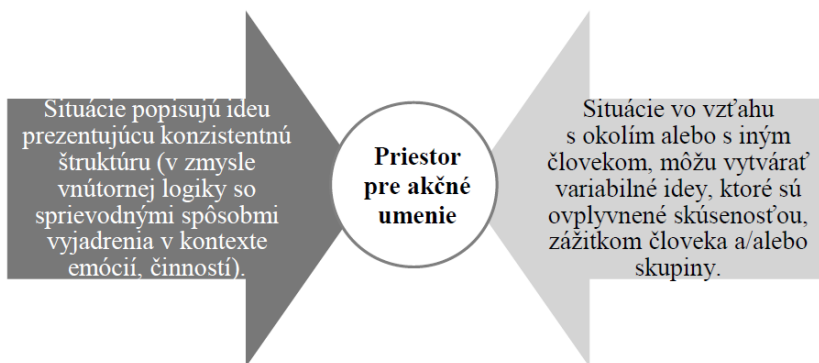 Situácie popisujú ideu
prezentujúcu konzistentnú
štruktúru (v zmysle
vnútornej logiky so
sprievodnými spôsobmi
vyjadrenia v kontexte
emócií, činností).
Priestor
pre akčné
umenie
Situácie vo vzťahu
s okolím alebo s iným
človekom, môžu vytvárať
variabilné idey, ktoré sú
ovplyvnené skúsenosťou,
zážitkom človeka a/alebo
skupiny.